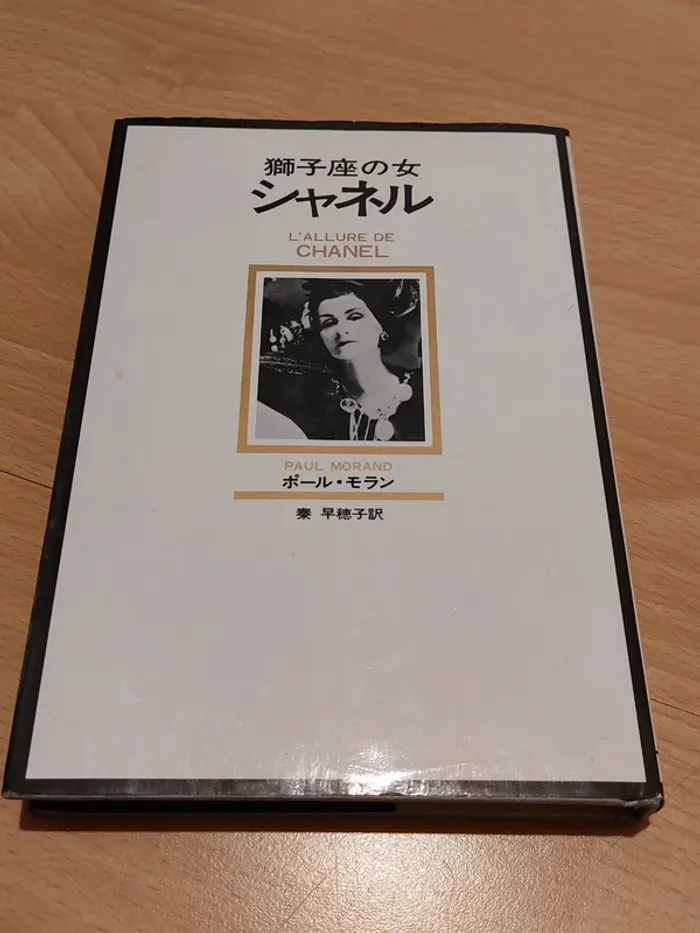 獅子座の女
シャネル
L'ALLURE DE
CHANEL
PAUL MORAND
ポール・モラン
秦 早穂子訳